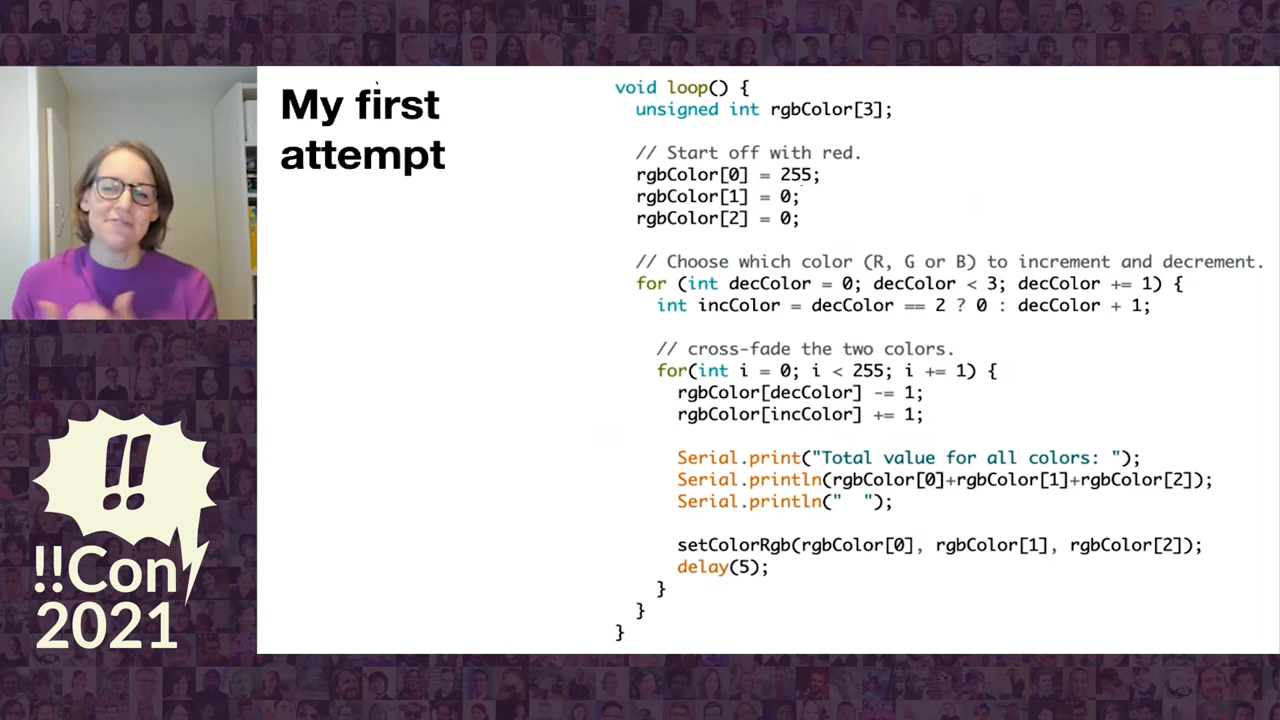 My first
attempt
void loop() {
unsigned int rgbColor[3];
// Start off with red.
rgbColor[0] = 255;
rgbColor[1] = 0;
rgbColor[2] = 0;
// Choose which color (R, G or B) to increment and decrement.
for (int decColor = 0; decColor < 3; decColor += 1) {
int incColor = decColor == 2 ? 0 : decColor + 1;
// cross-fade the two colors.
for(int i = 0; i < 255; i += 1) {
rgbColor[decColor] -= 1;
rgbColor[incColor] += 1;
Serial.print("Total value for all colors: ");
Serial.println(rgbColor[0]+rgbColor[1]+rgbColor[2]);
Serial.println("  ");
setColorRgb(rgbColor[0], rgbColor[1], rgbColor[2]);
delay(5);
}
}
}
!!
!!Con
2021